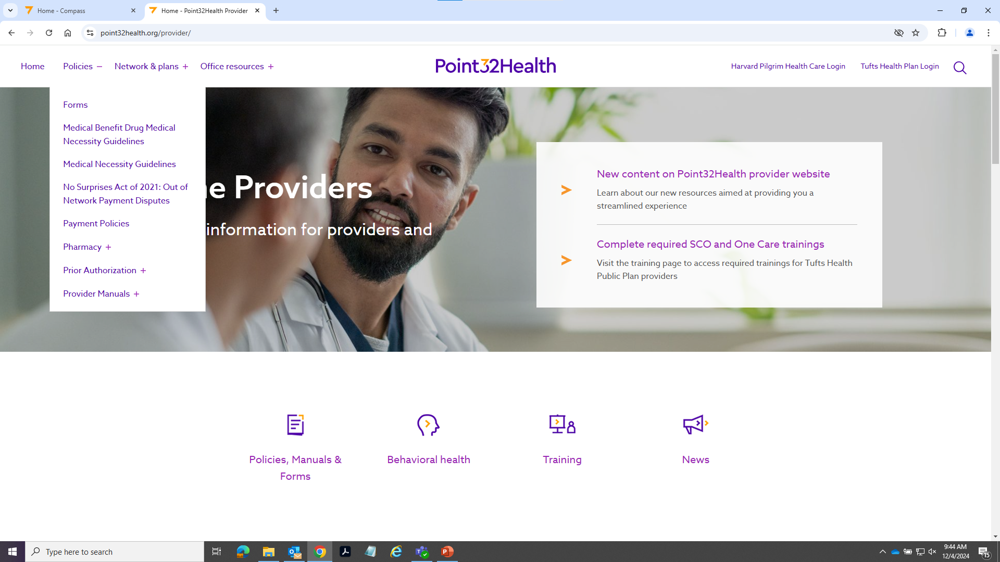 Home - Compass
Home - Point32Health Provider
point32health.org/provider/
Home
Policies
Network & plans
Office resources
Point32Health
Harvard Pilgrim Health Care Login
Tufts Health Plan Login
Forms
Medical Benefit Drug Medical
Necessity Guidelines
Medical Necessity Guidelines
No Surprises Act of 2021: Out of
Network Payment Disputes
Payment Policies
Pharmacy +
Prior Authorization +
Provider Manuals +
e Providers
information for providers and
New content on Point32Health provider website
Learn about our new resources aimed at providing you a
streamlined experience
Complete required SCO and One Care trainings
Visit the training page to access required trainings for Tufts Health
Public Plan providers
Policies, Manuals &
Forms
Behavioral health
Training
News
Type here to search
9:44 AM
12/4/2024
15